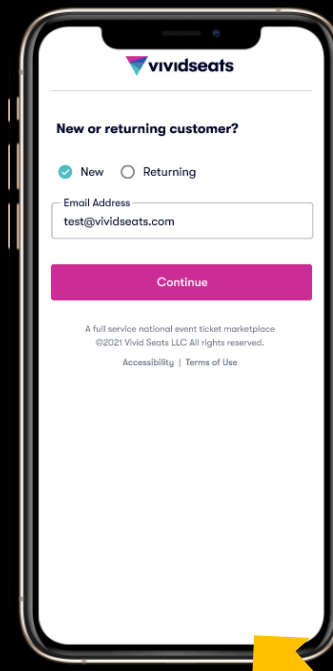 vividseats
New or returning customer?
New
Returning
Email Address
test@vividseats.com
Continue
A full service national event ticket marketplace
©2021 Vivid Seats LLC All rights reserved.
Accessibility | Terms of Use